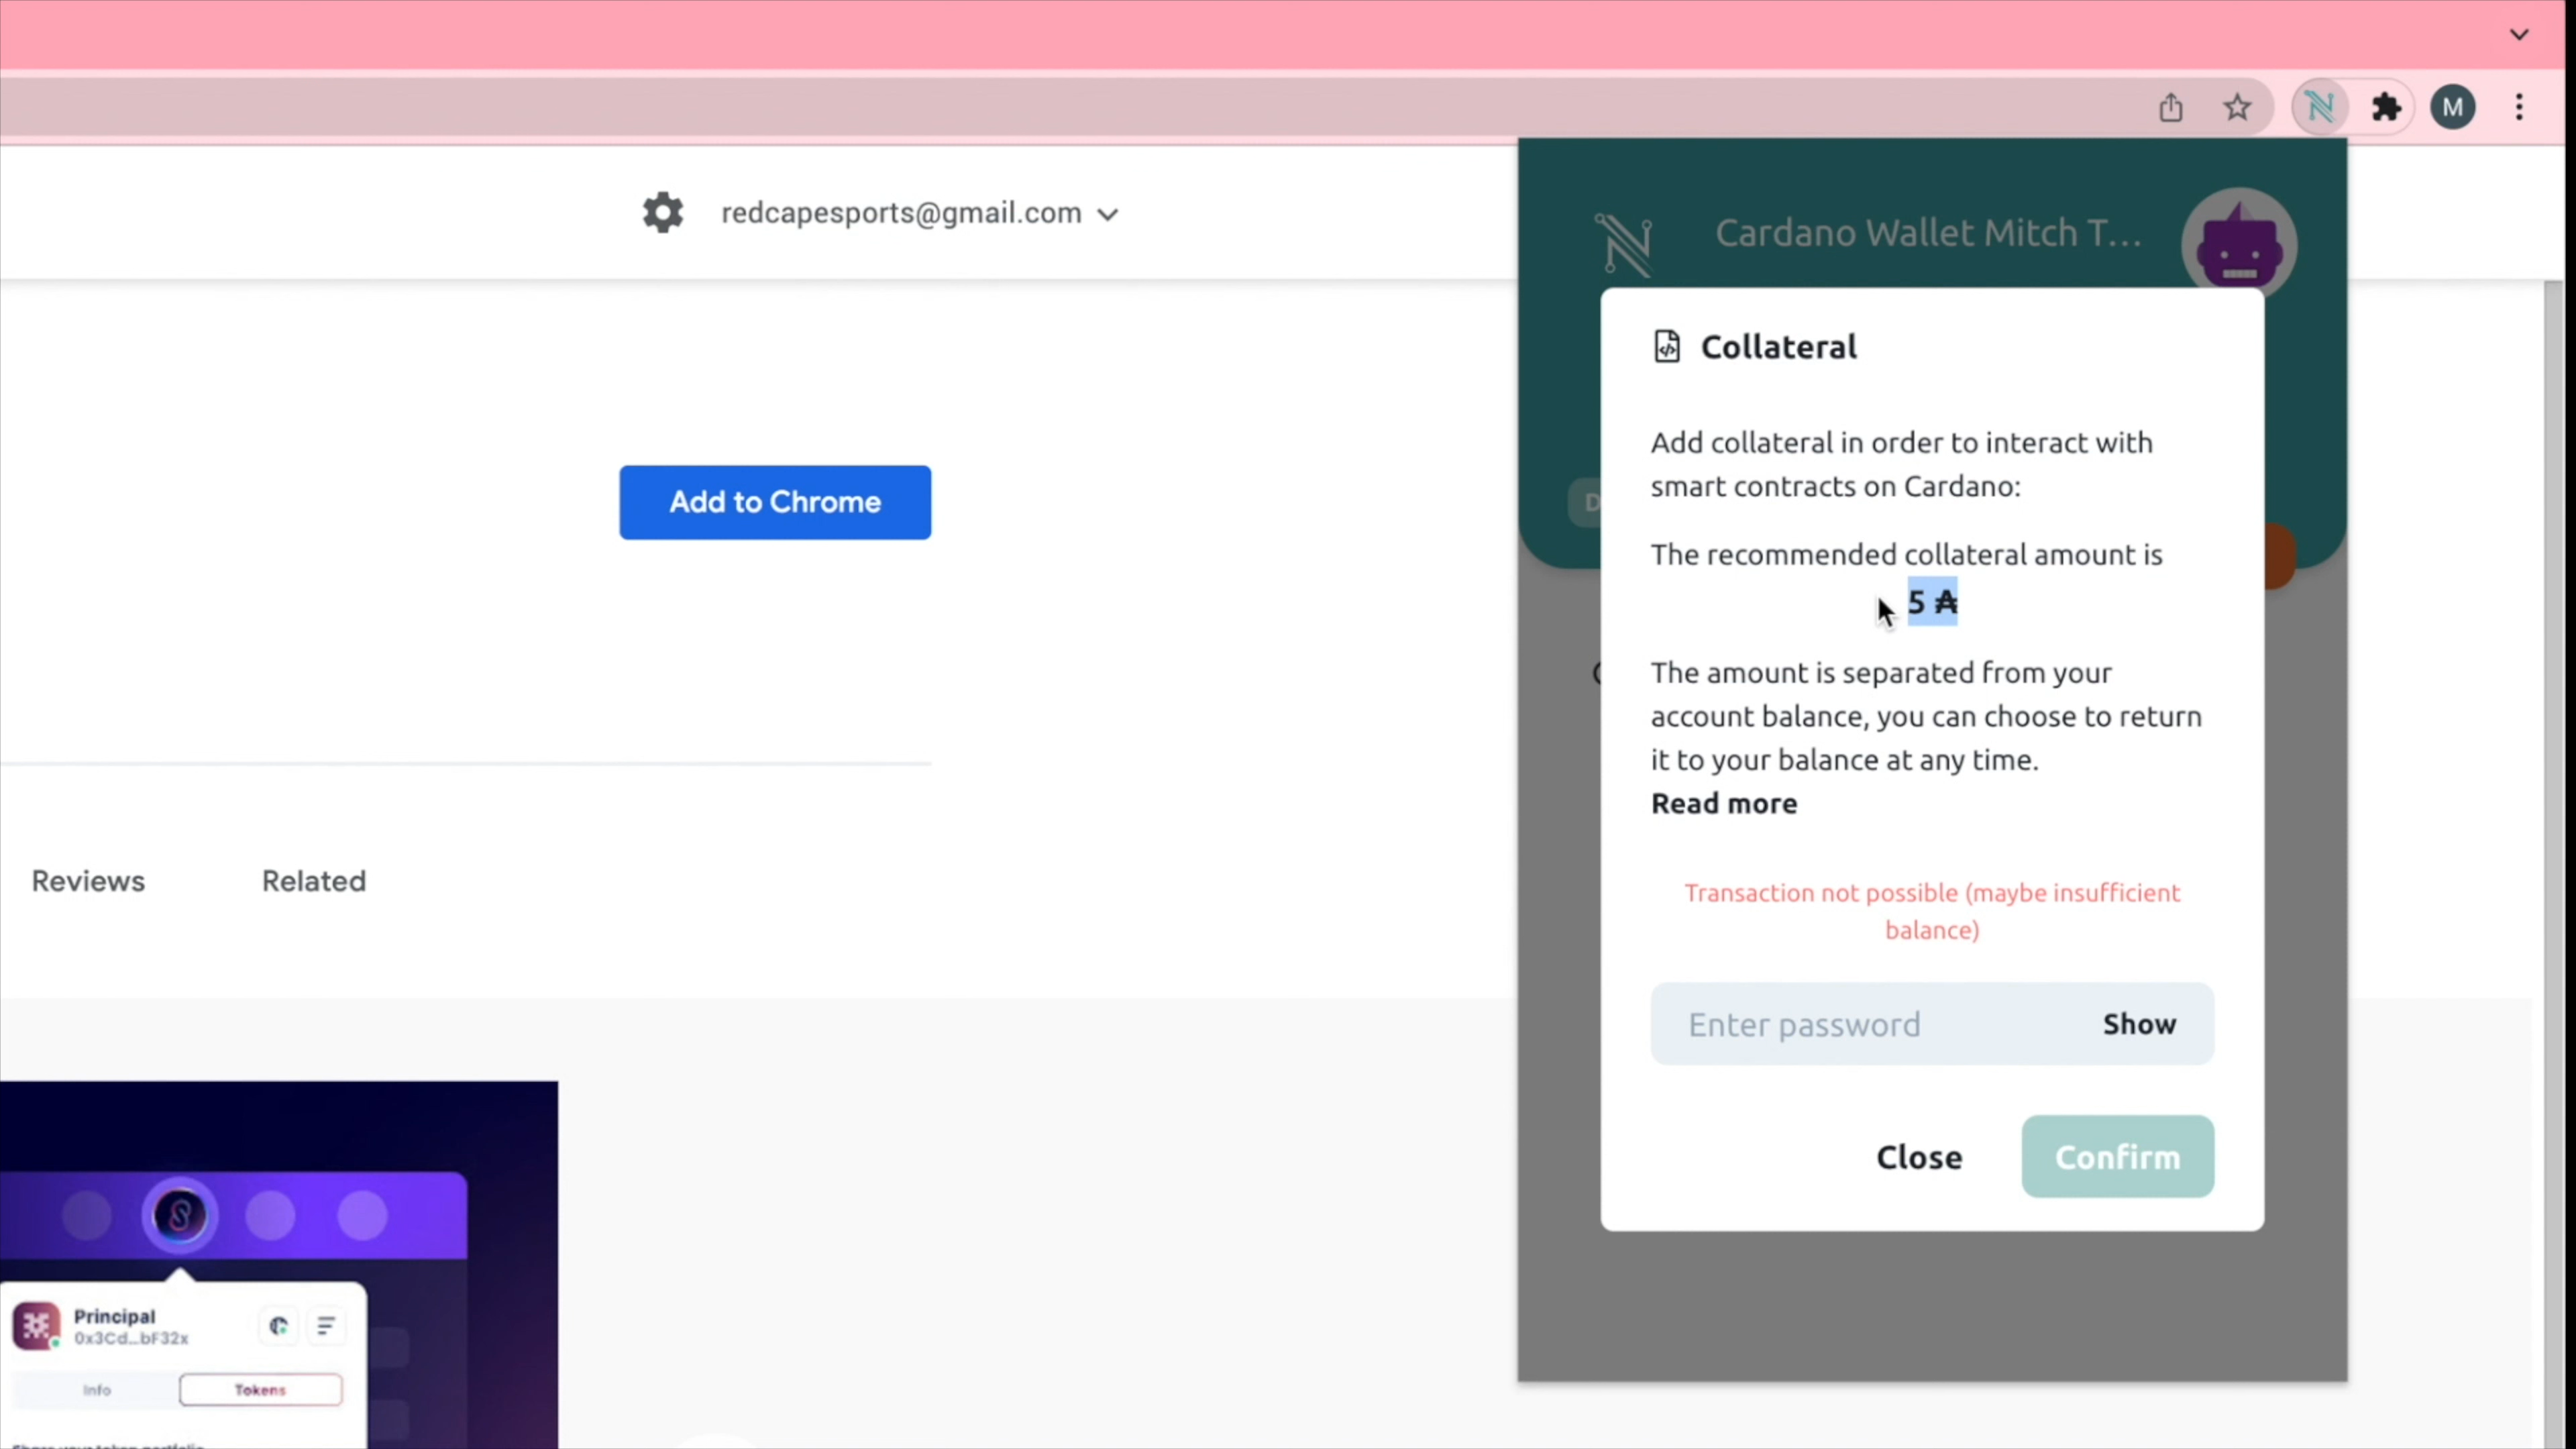 M
redcapesports@gmail.com
Cardano Wallet Mitch T...
Collateral
Add collateral in order to interact with
smart contracts on Cardano:
The recommended collateral amount is
5 ₳
The amount is separated from your
account balance, you can choose to return
it to your balance at any time.
Read more
Transaction not possible (maybe insufficient
balance)
Enter password
Show
Close
Confirm
Add to Chrome
Reviews
Related
Principal
0x3Cd...bF32x
Info
Tokens